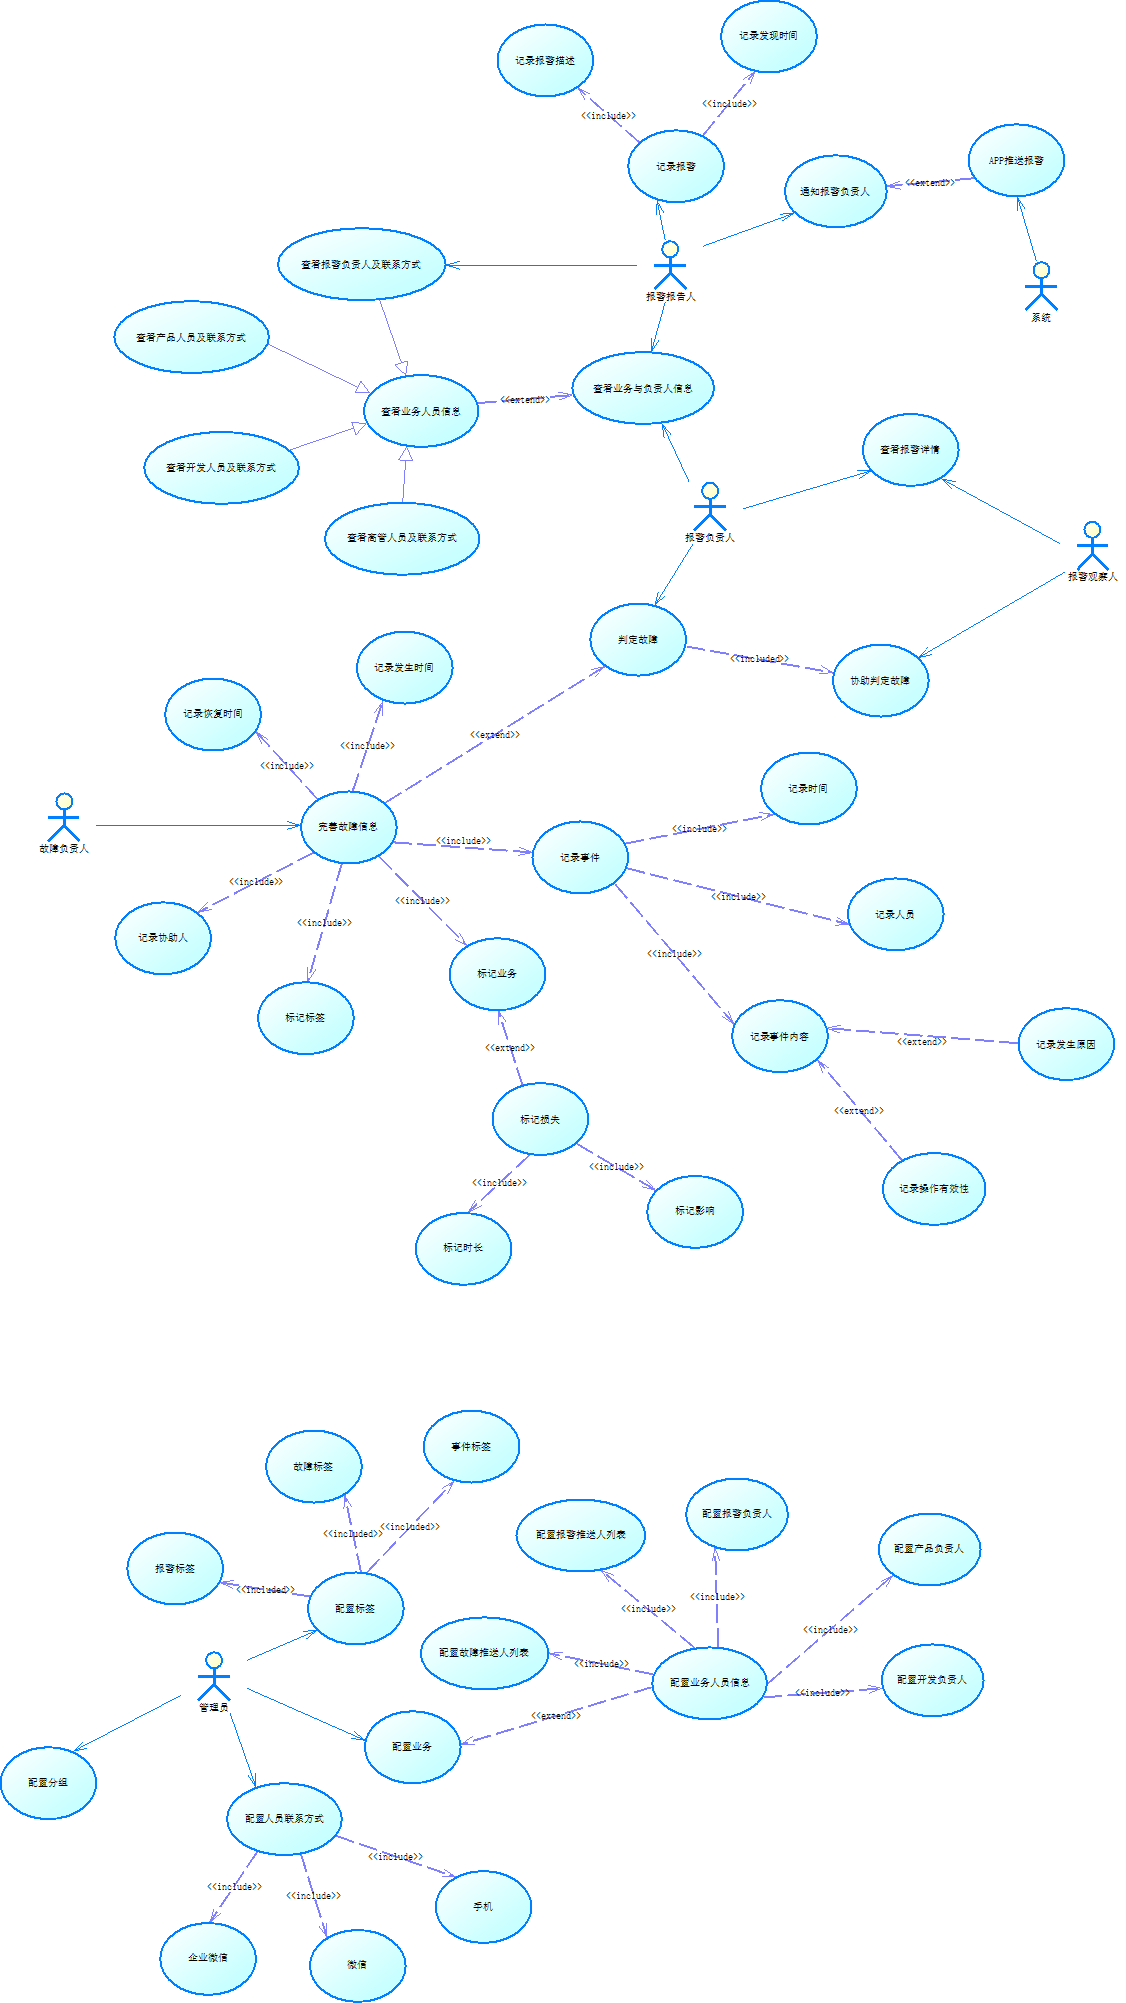 记录发现时间
记录报警描述
<<include>>
<<include>>
记录报警
APP推送报警
通知报警负责人
<<extend>>
查看报警负责人及联系方式
报警报告人
系统
查看产品人员及联系方式
查看业务人员信息
<<extend>>
查看业务与负责人信息
查看开发人员及联系方式
查看报警详情
查看高管人员及联系方式
报警负责人
报警观察人
判定故障
<<included>>
协助判定故障
记录发生时间
记录恢复时间
<<extend>>
<<include>>
<<include>>
记录时间
故障负责人
完善故障信息
<<include>>
<<include>>
记录事件
<<include>>
<<include>>
<<include>>
<<include>>
<<include>>
记录人员
记录协助人
<<include>>
标记业务
标记标签
记录事件内容
<<extend>>
记录发生原因
<<extend>>
<<extend>>
标记损失
<<include>>
<<include>>
记录操作有效性
标记影响
标记时长
事件标签
故障标签
配置报警推送人列表
配置报警负责人
<<included>>
<<included>>
配置产品负责人
报警标签
<<included>>
配置标签
<<include>>
<<include>>
<<include>>
配置故障推送人列表
<<include>>
配置业务人员信息
<<include>>
配置开发负责人
管理员
<<extend>>
配置业务
配置分组
配置人员联系方式
<<include>>
<<include>>
<<include>>
手机
企业微信
微信